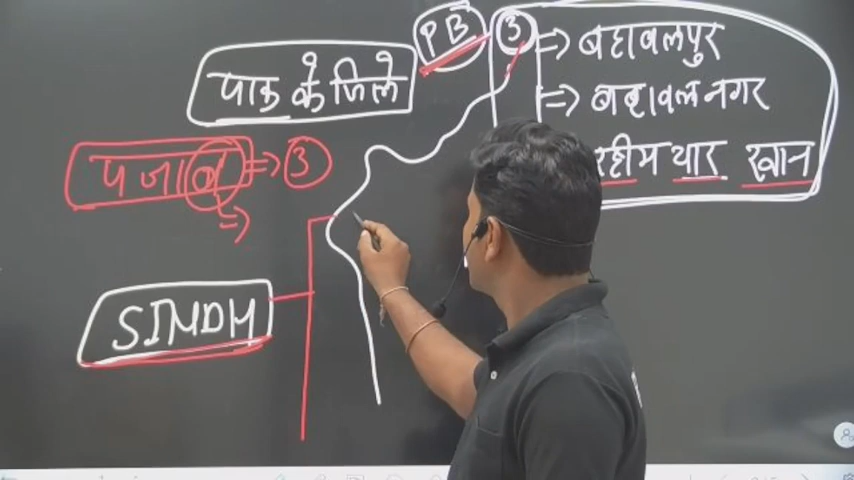 PB
③ => बहावलपुर
पाक के जिले
=> बहावलनगर
रहीम यार खान
पंजाब => ③
=>
SINDH